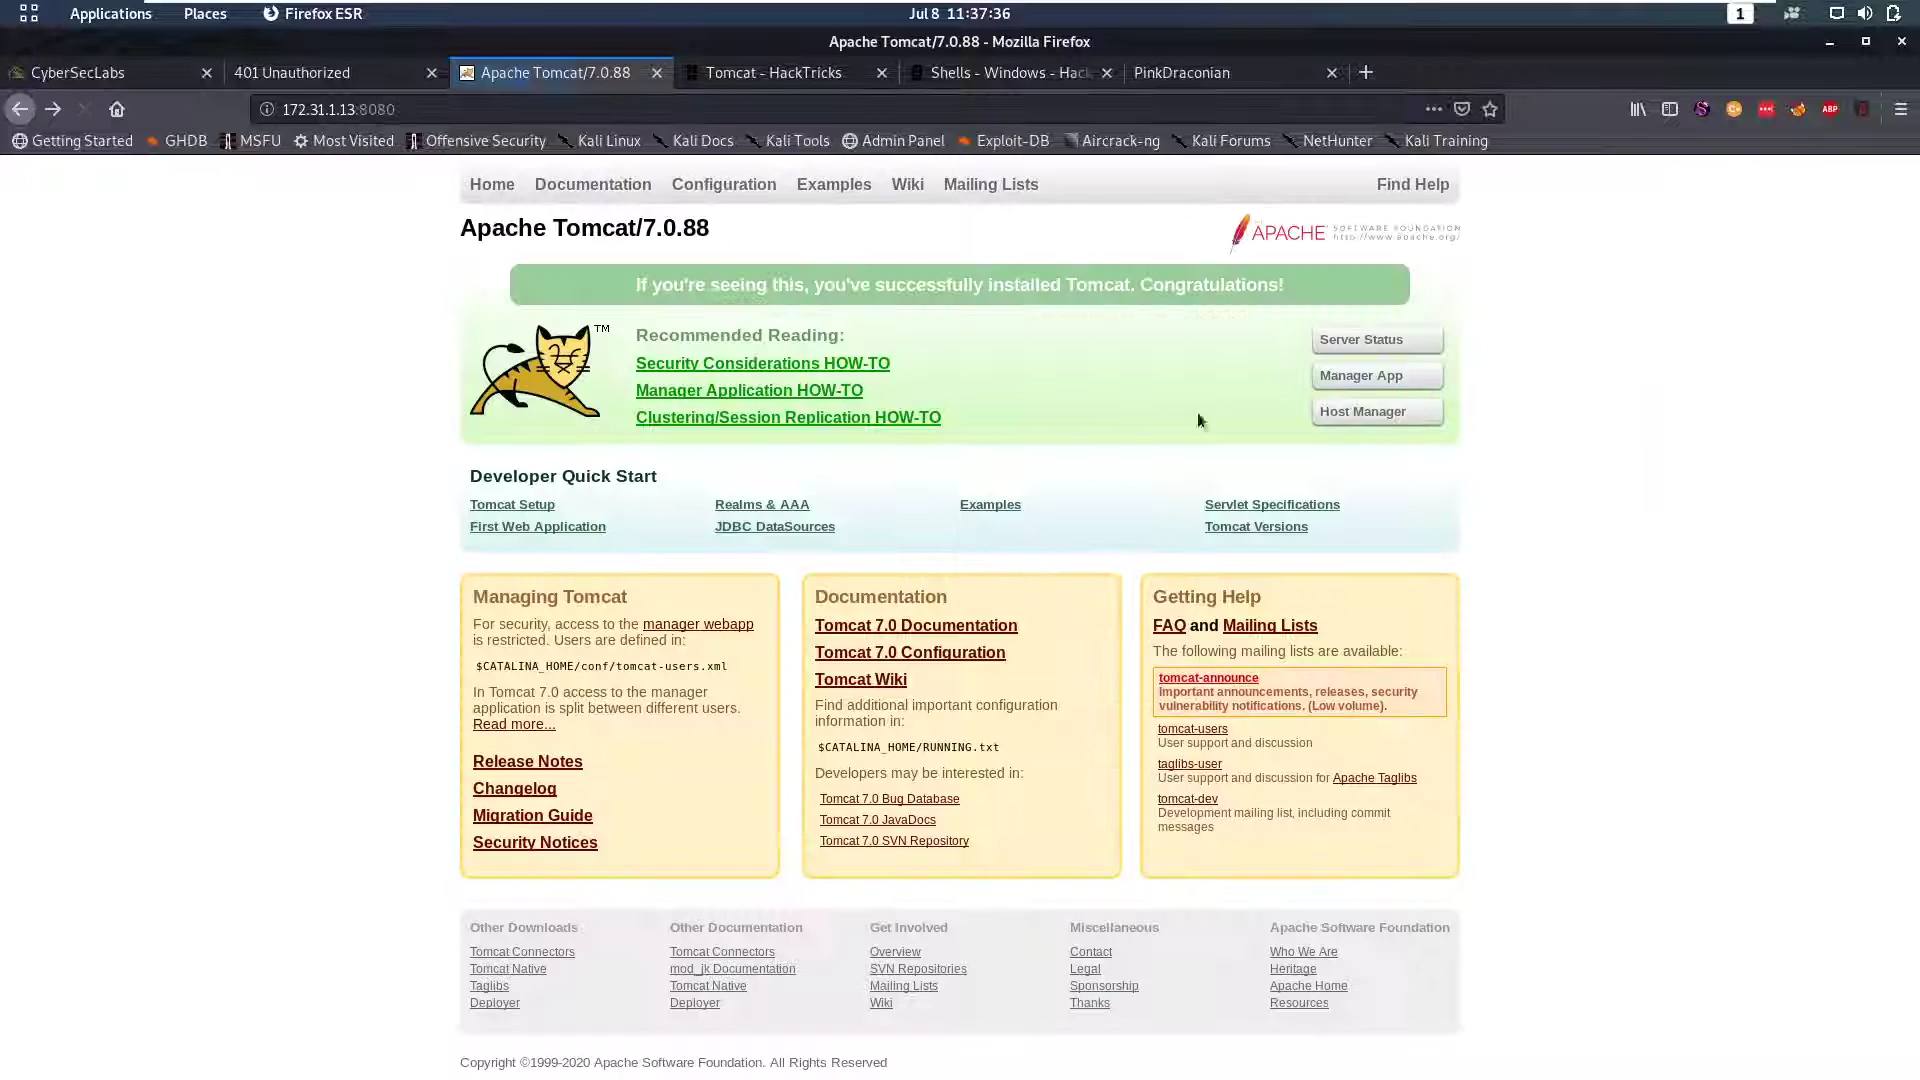 Applications Places Firefox ESR Jul 8 11:37:36 1
Apache Tomcat/7.0.88 - Mozilla Firefox
CyberSecLabs 401 Unauthorized Apache Tomcat/7.0.88 Tomcat - HackTricks Shells - Windows - Hack PinkDraconian
172.31.1.13:8080 ABP
Getting Started GHDB MSFU Most Visited Offensive Security Kali Linux Kali Docs Kali Tools Admin Panel Exploit-DB Aircrack-ng Kali Forums NetHunter Kali Training
Home Documentation Configuration Examples Wiki Mailing Lists Find Help
Apache Tomcat/7.0.88
APACHE SOFTWARE FOUNDATION
http://www.apache.org/
If you're seeing this, you've successfully installed Tomcat. Congratulations!
TM
Recommended Reading:
Security Considerations HOW-TO
Manager Application HOW-TO
Clustering/Session Replication HOW-TO
Server Status
Manager App
Host Manager
Developer Quick Start
Tomcat Setup Realms & AAA Examples Servlet Specifications
First Web Application JDBC DataSources Tomcat Versions
Managing Tomcat
For security, access to the manager webapp
is restricted. Users are defined in:
$CATALINA_HOME/conf/tomcat-users.xml
In Tomcat 7.0 access to the manager
application is split between different users.
Read more...
Release Notes
Changelog
Migration Guide
Security Notices
Documentation
Tomcat 7.0 Documentation
Tomcat 7.0 Configuration
Tomcat Wiki
Find additional important configuration
information in:
$CATALINA_HOME/RUNNING.txt
Developers may be interested in:
Tomcat 7.0 Bug Database
Tomcat 7.0 JavaDocs
Tomcat 7.0 SVN Repository
Getting Help
FAQ and Mailing Lists
The following mailing lists are available:
tomcat-announce
Important announcements, releases, security
vulnerability notifications. (Low volume).
tomcat-users
User support and discussion
taglibs-user
User support and discussion for Apache Taglibs
tomcat-dev
Development mailing list, including commit
messages
Other Downloads
Tomcat Connectors
Tomcat Native
Taglibs
Deployer
Other Documentation
Tomcat Connectors
mod_jk Documentation
Tomcat Native
Deployer
Get Involved
Overview
SVN Repositories
Mailing Lists
Wiki
Miscellaneous
Contact
Legal
Sponsorship
Thanks
Apache Software Foundation
Who We Are
Heritage
Apache Home
Resources
Copyright ©1999-2020 Apache Software Foundation. All Rights Reserved